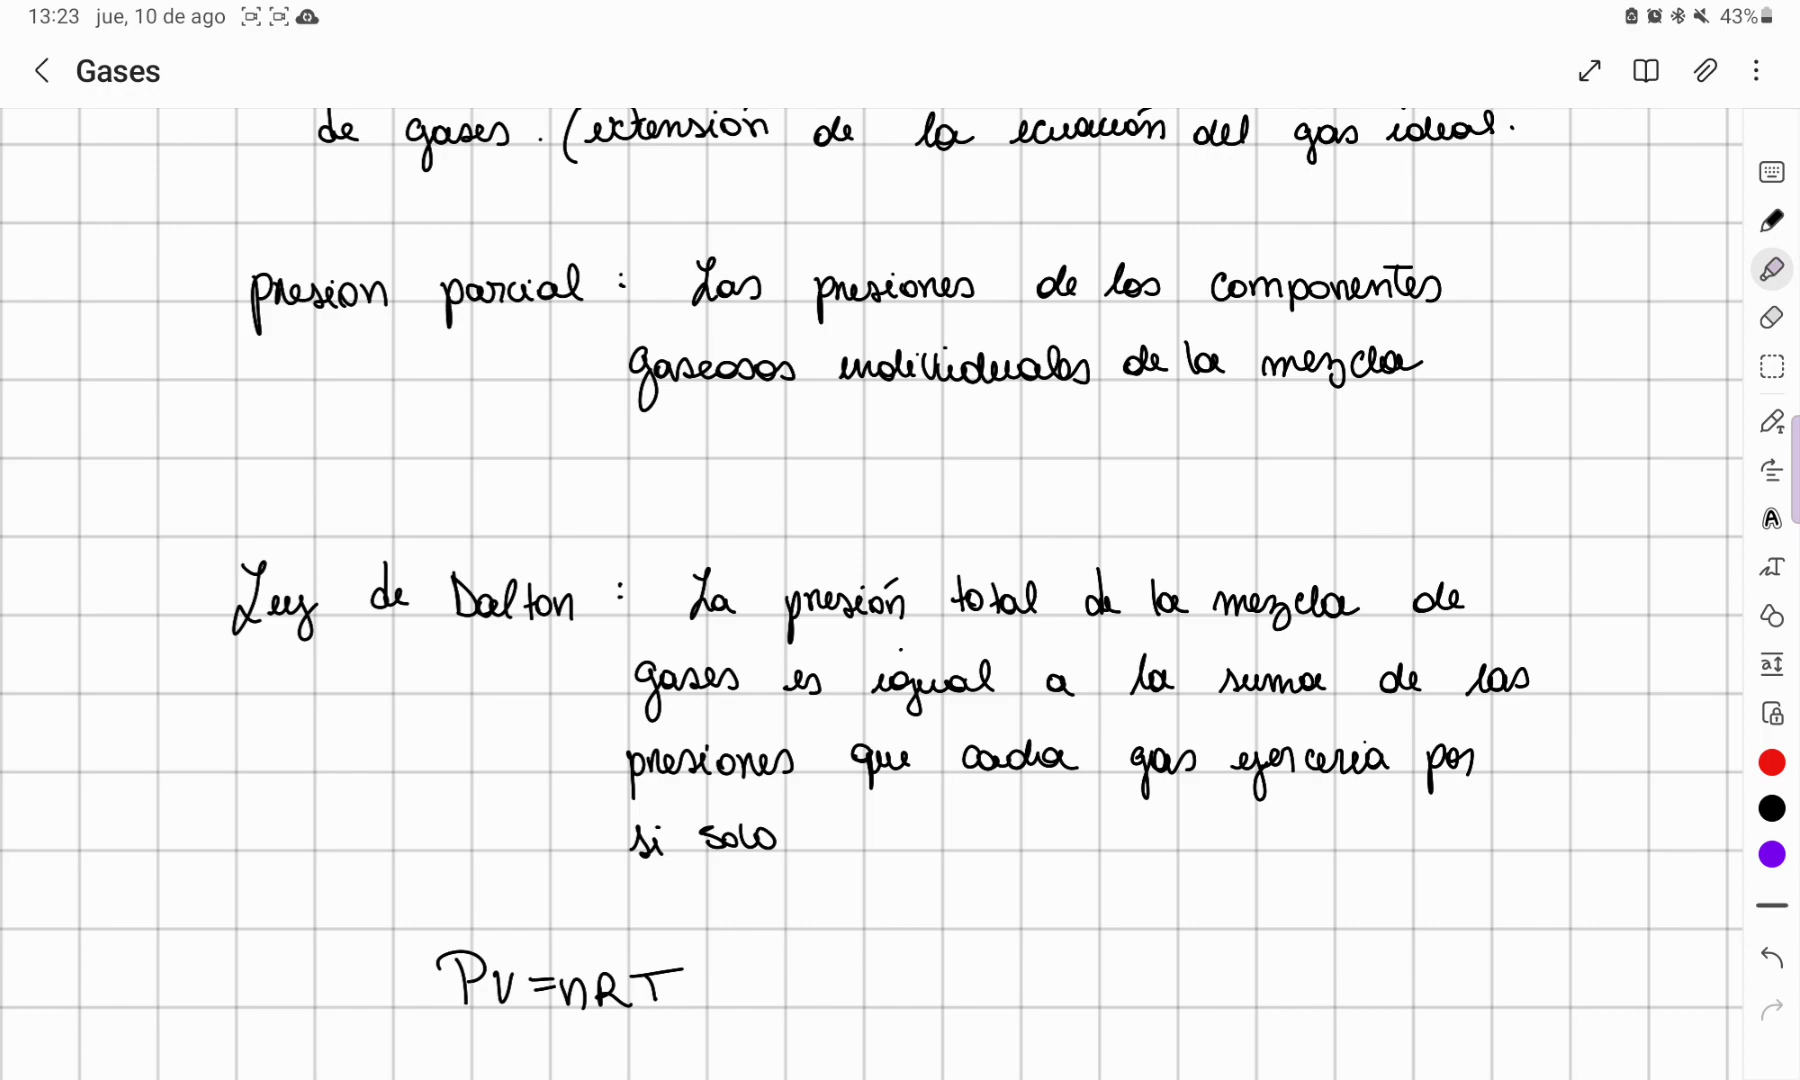 13:23 jue, 10 de ago 43%
Gases
de gases. (extensión de la ecuación del gas ideal.
presion parcial : Las presiones de los componentes
gaseosos individuales de la mezcla
Ley de Dalton : La presión total de la mezcla de
gases es igual a la suma de las
presiones que cada gas ejerceria por
si solo
PV=nRT